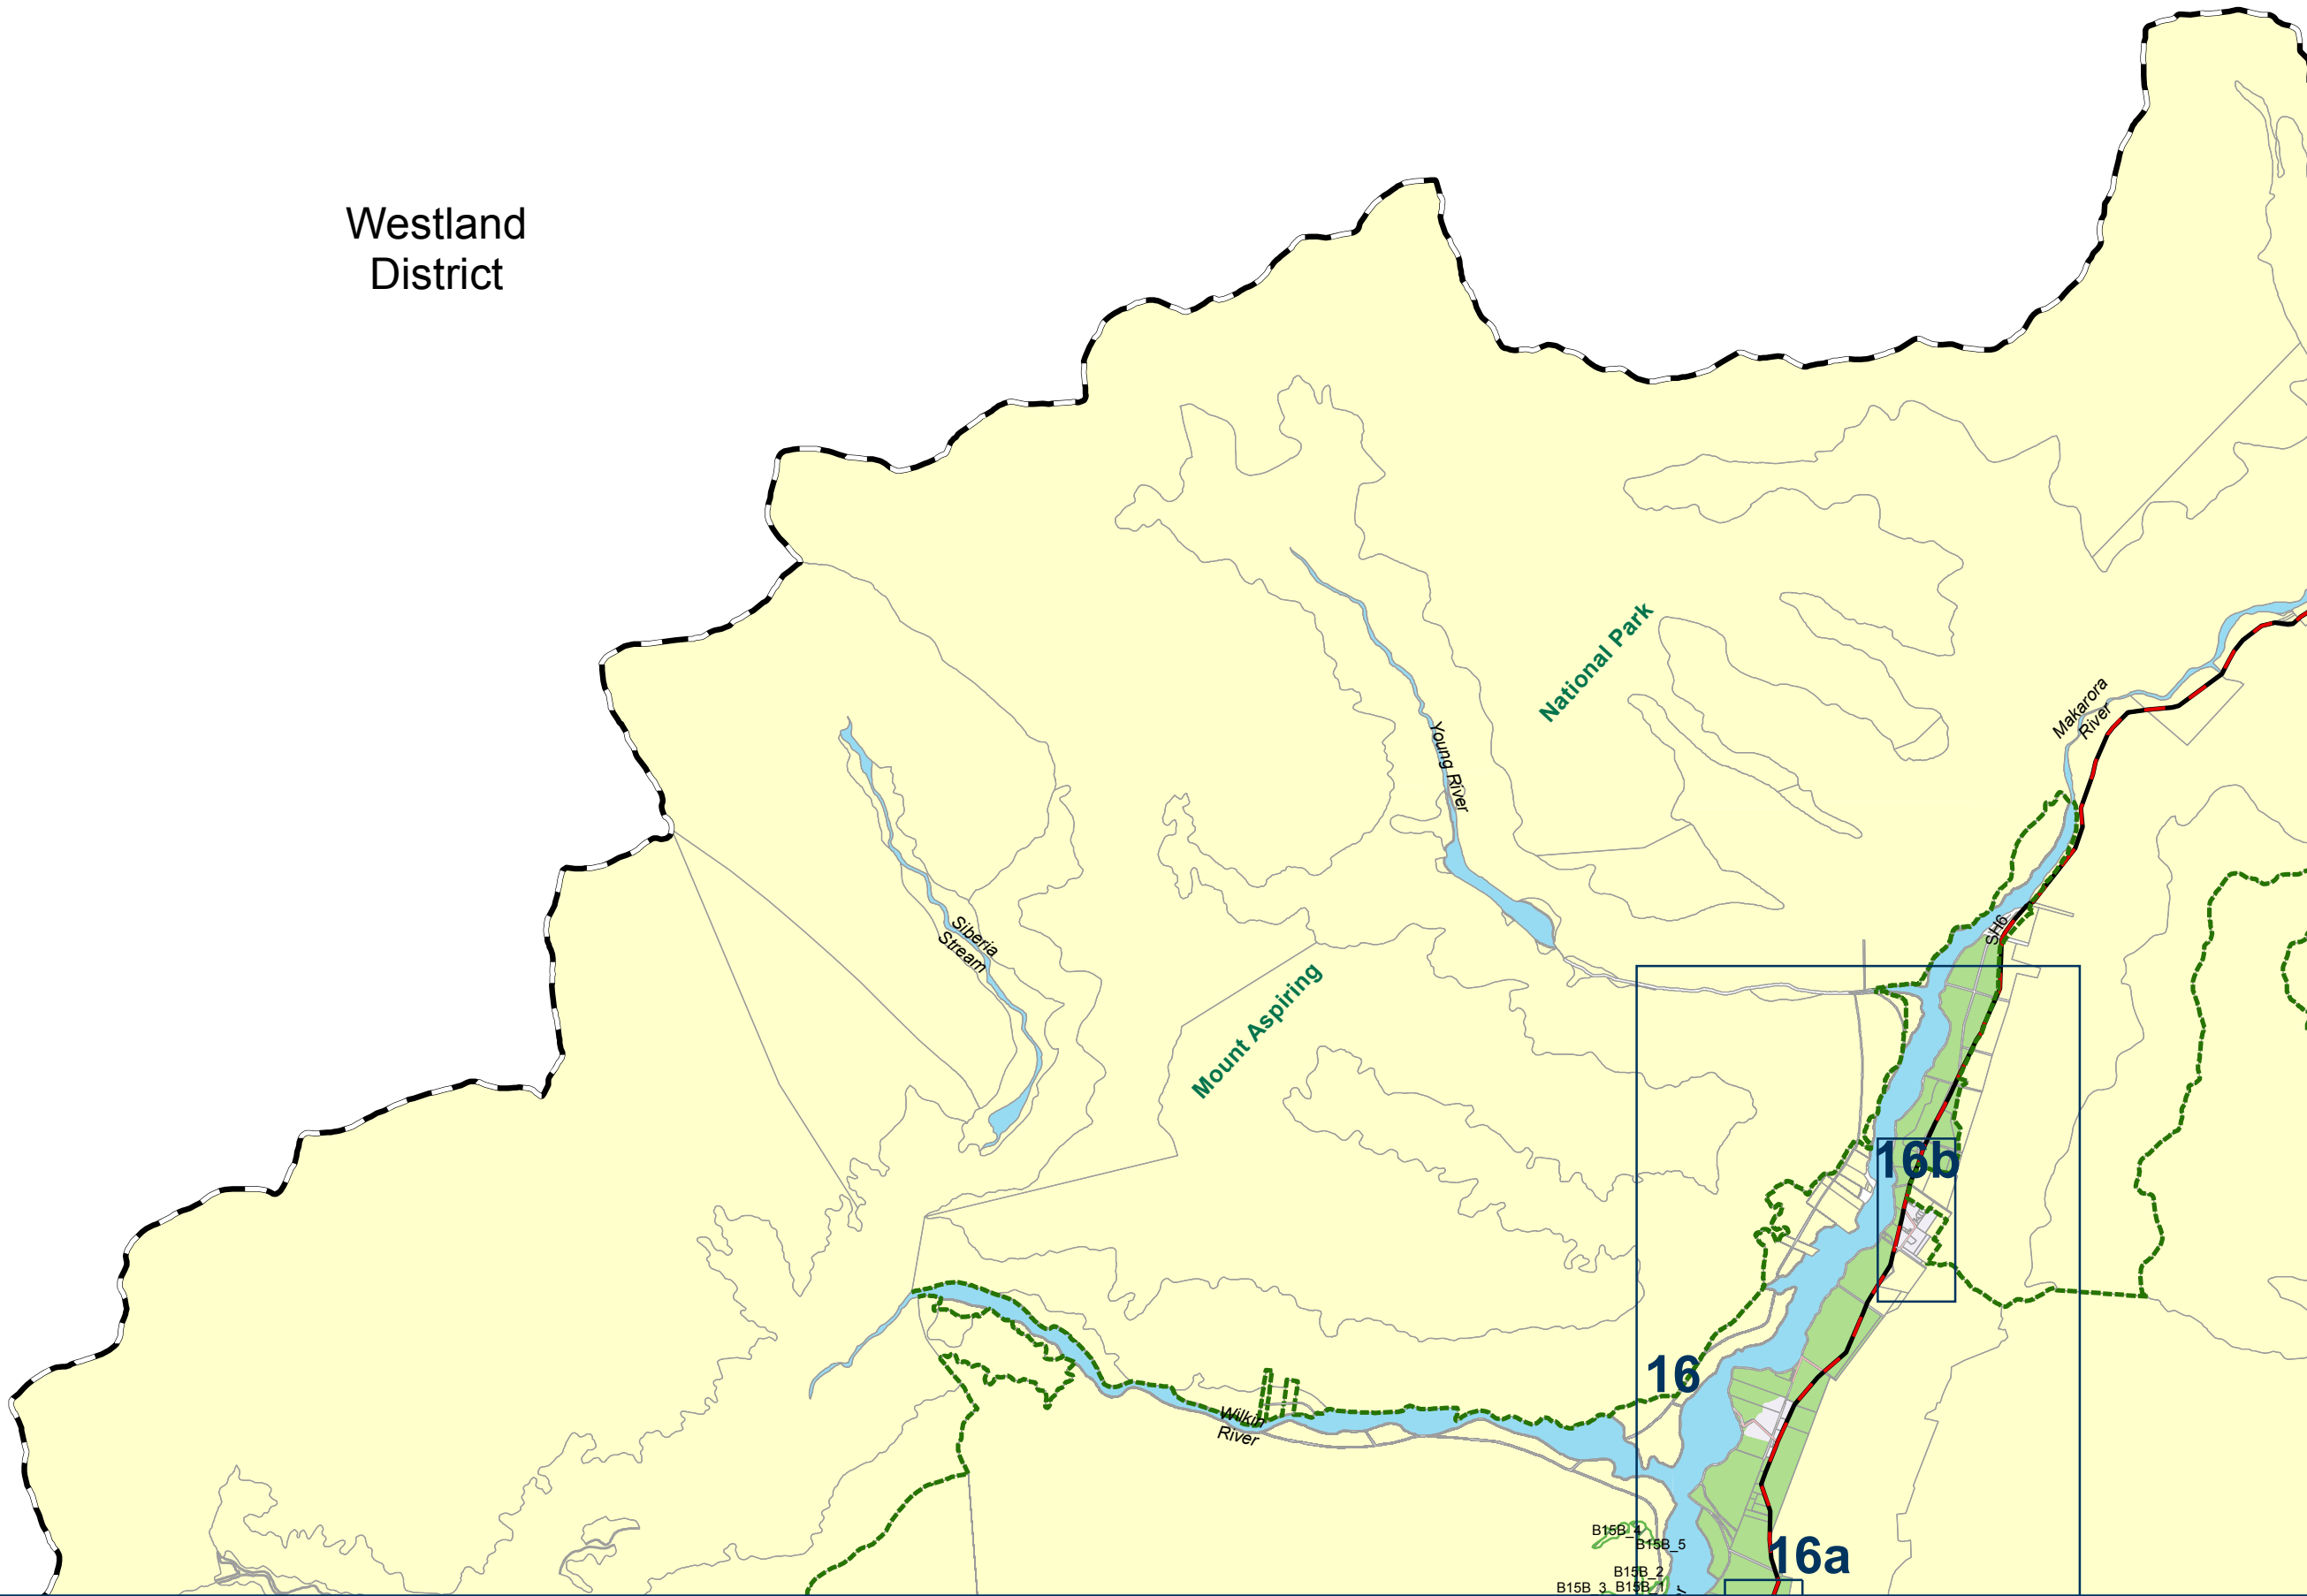 Westland
District
National Park
Makarora
River
Young River
SH6
Siberia
Stream
Mount Aspiring
16b
16
Wilkin
River
B15B_4
B15B_5
16a
B15B_2
B15B_3
B15B_1